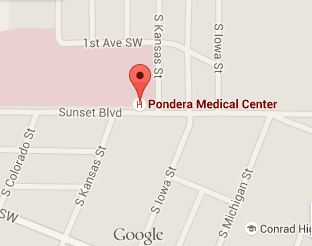 1st Ave SW
S Kansas St
S Iowa St
H
Pondera Medical Center
Sunset Blvd
S Colorado St
S Kansas St
S Iowa St
S Michigan St
SW
Google
Conrad Hig